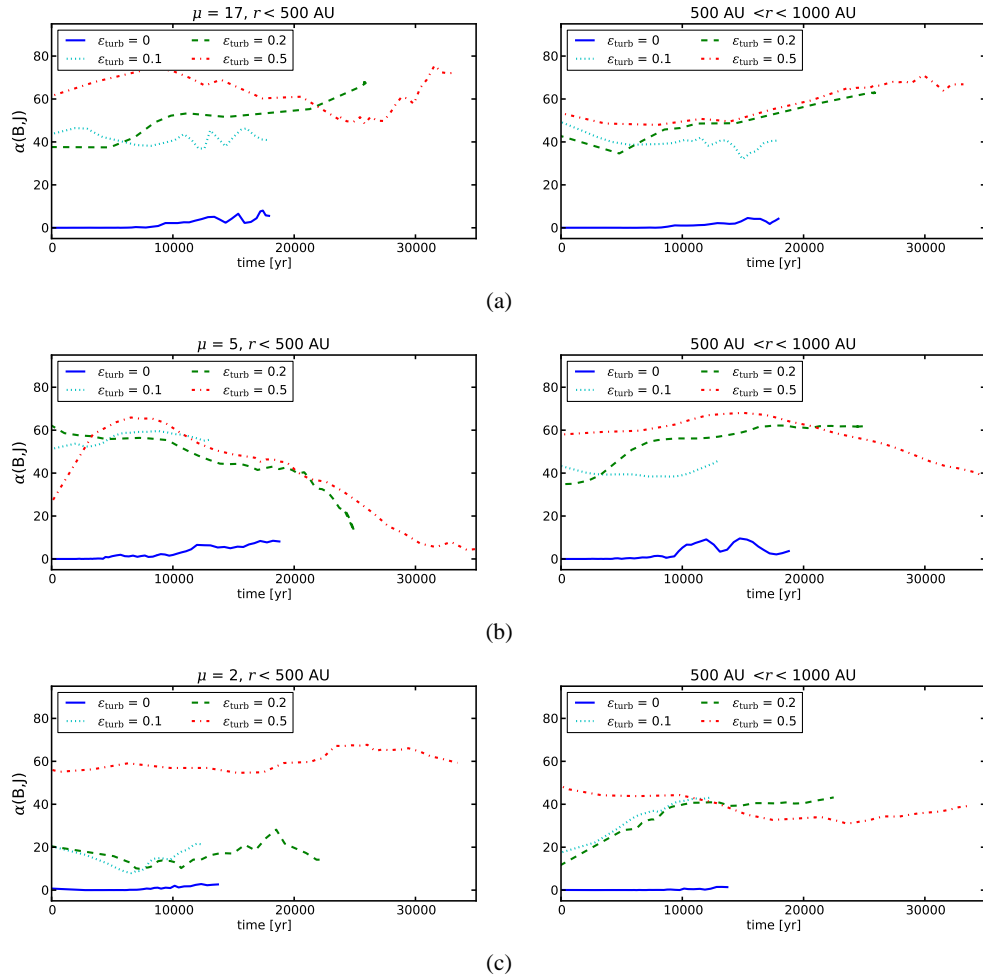 μ = 17, r < 500 AU
ε_turb = 0 ε_turb = 0.2
ε_turb = 0.1 ε_turb = 0.5
80
60
40
20
0
α(B,J)
0 10000 20000 30000
time [yr]
500 AU <r < 1000 AU
ε_turb = 0 ε_turb = 0.2
ε_turb = 0.1 ε_turb = 0.5
80
60
40
20
0
0 10000 20000 30000
time [yr]
(a)
μ = 5, r < 500 AU
ε_turb = 0 ε_turb = 0.2
ε_turb = 0.1 ε_turb = 0.5
80
60
40
20
0
α(B,J)
0 10000 20000 30000
time [yr]
500 AU <r < 1000 AU
ε_turb = 0 ε_turb = 0.2
ε_turb = 0.1 ε_turb = 0.5
80
60
40
20
0
0 10000 20000 30000
time [yr]
(b)
μ = 2, r < 500 AU
ε_turb = 0 ε_turb = 0.2
ε_turb = 0.1 ε_turb = 0.5
80
60
40
20
0
α(B,J)
0 10000 20000 30000
time [yr]
500 AU <r < 1000 AU
ε_turb = 0 ε_turb = 0.2
ε_turb = 0.1 ε_turb = 0.5
80
60
40
20
0
0 10000 20000 30000
time [yr]
(c)